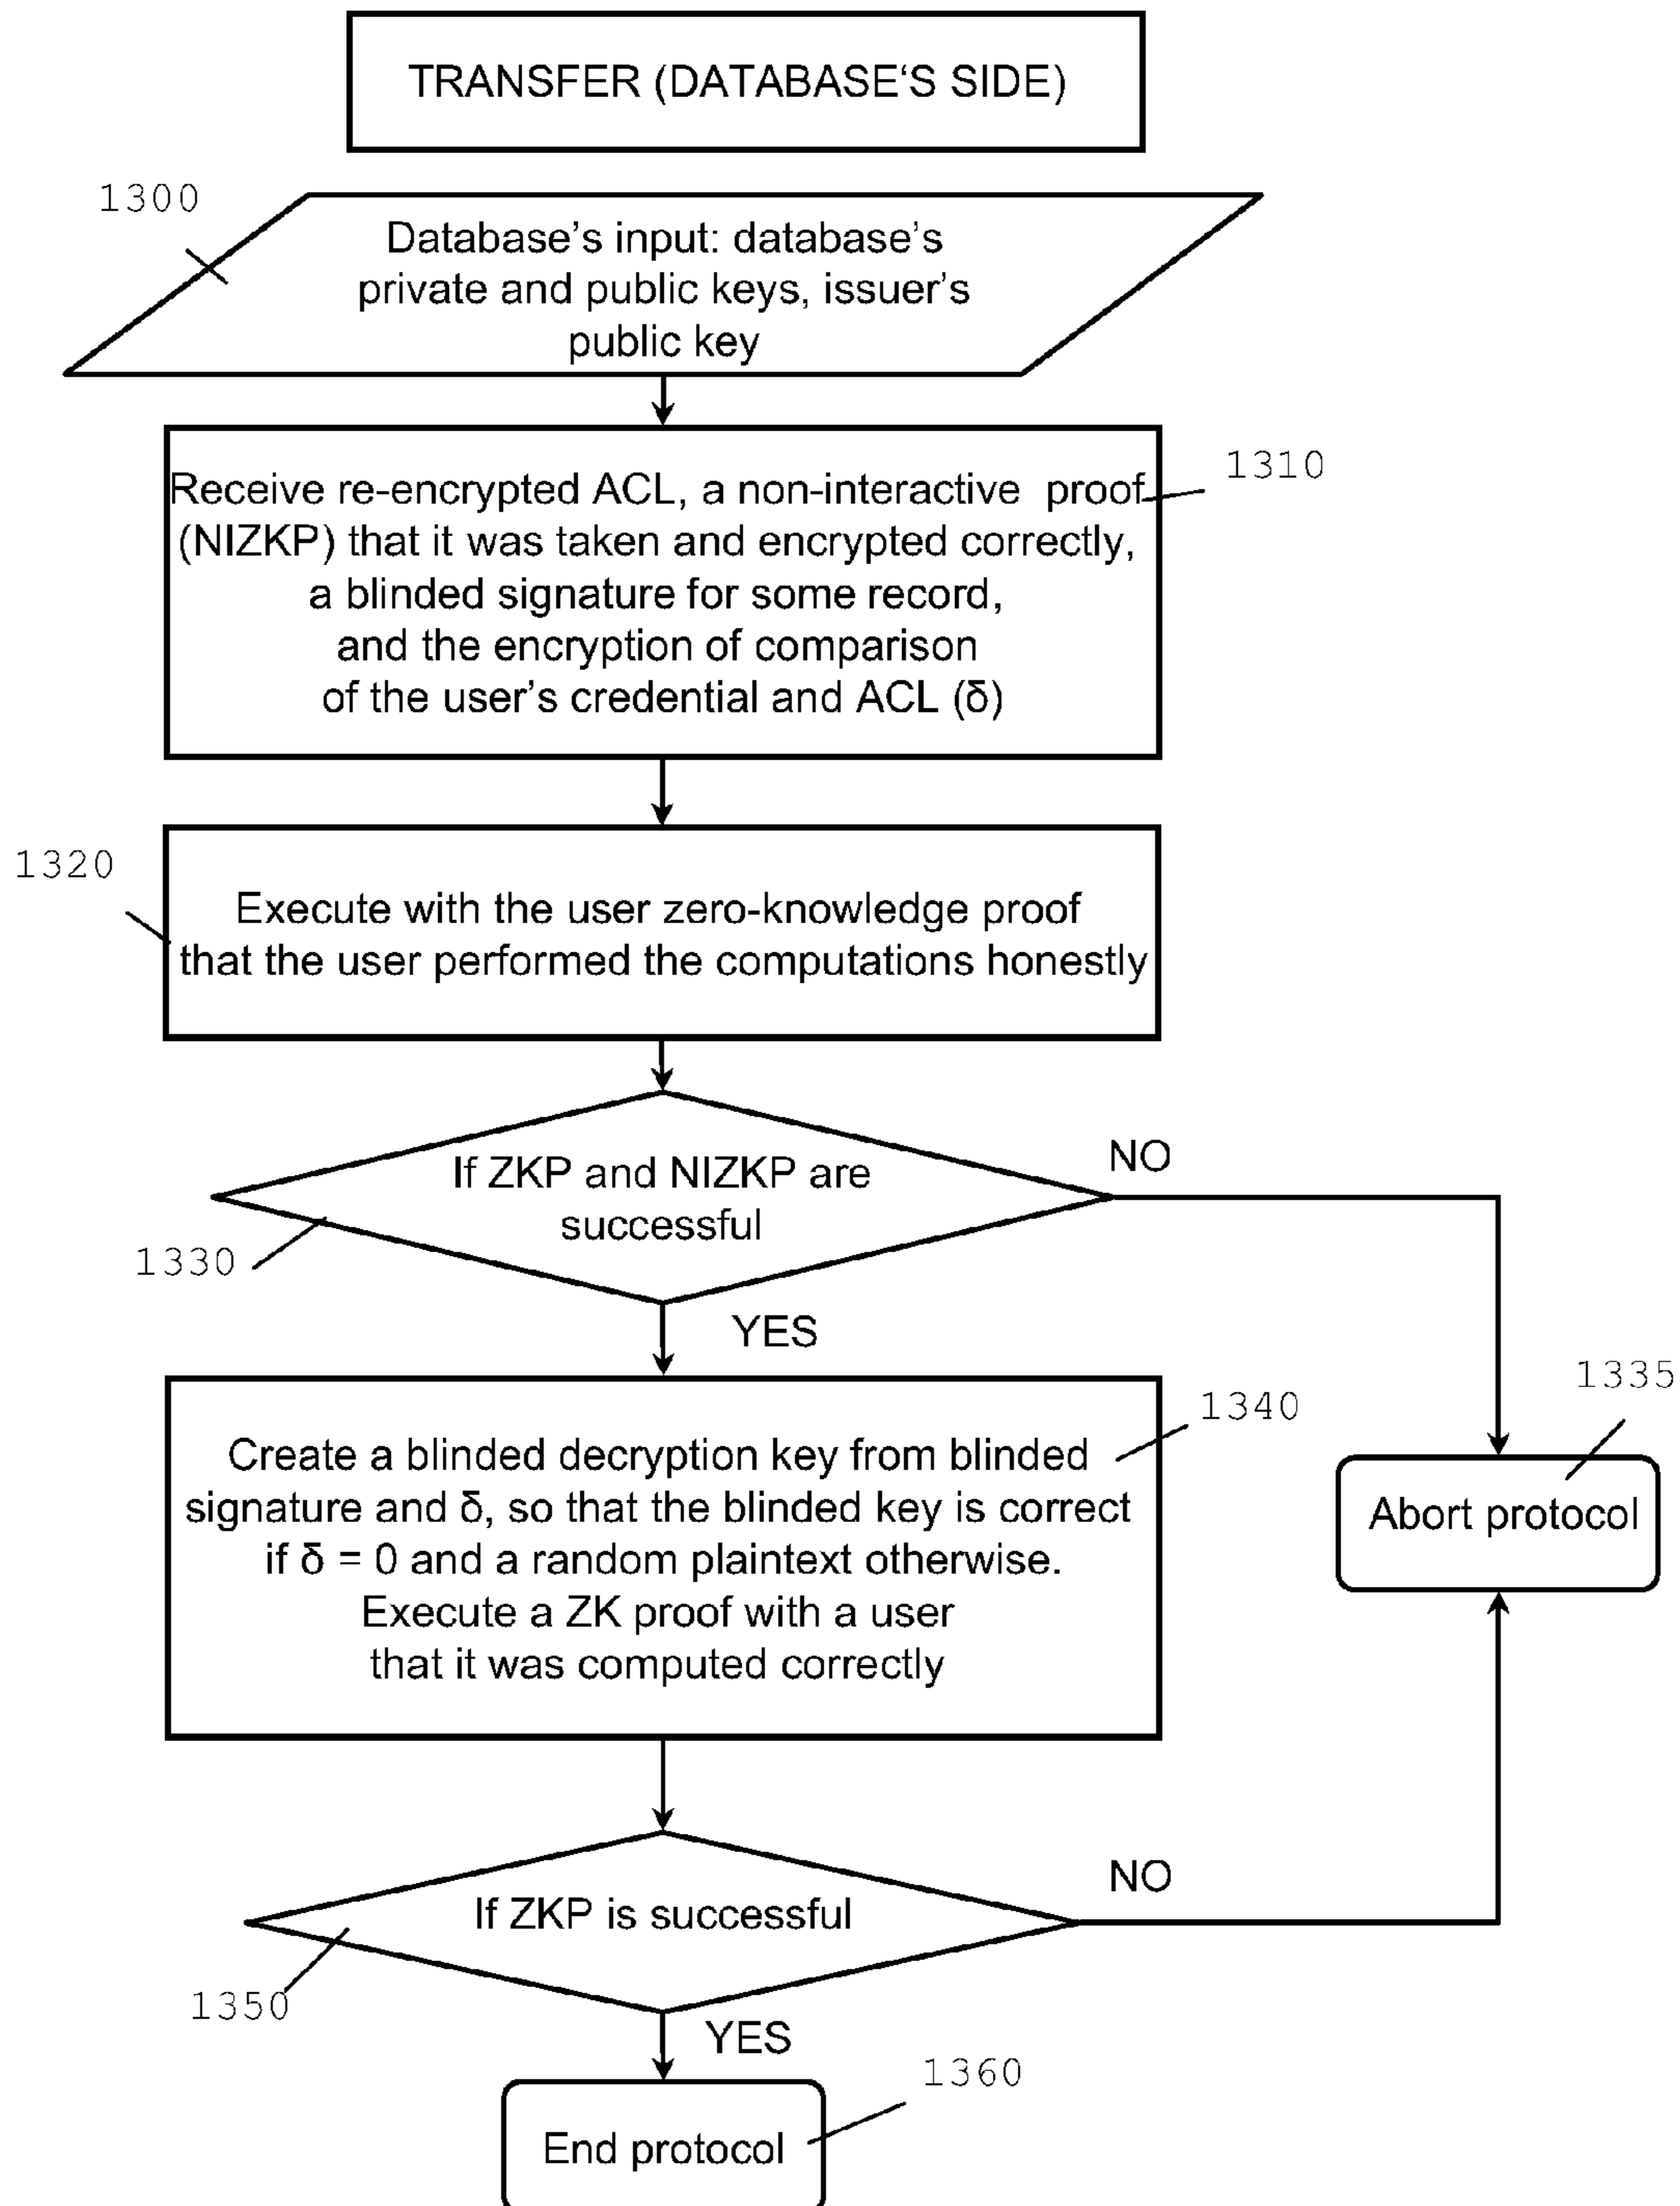 TRANSFER (DATABASE‘S SIDE)
1300
Database’s input: database’s
private and public keys, issuer’s
public key
1310
Receive re-encrypted ACL, a non-interactive proof
(NIZKP) that it was taken and encrypted correctly,
a blinded signature for some record,
and the encryption of comparison
of the user’s credential and ACL (δ)
1320
Execute with the user zero-knowledge proof
that the user performed the computations honestly
If ZKP and NIZKP are
successful
NO
1330
YES
1335
1340
Create a blinded decryption key from blinded
signature and δ, so that the blinded key is correct
if δ = 0 and a random plaintext otherwise.
Execute a ZK proof with a user
that it was computed correctly
Abort protocol
If ZKP is successful
NO
1350
YES
1360
End protocol